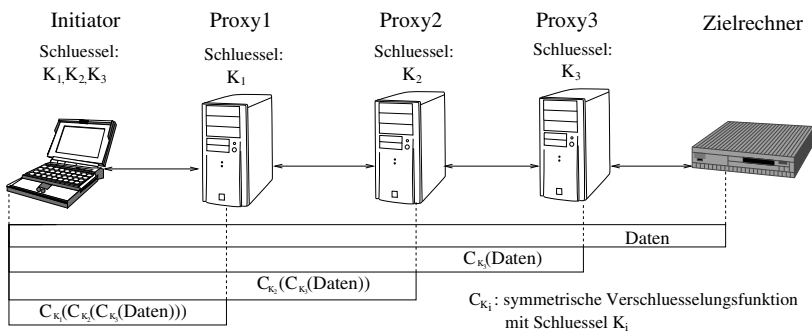 Initiator Proxy1 Proxy2 Proxy3 Zielrechner
Schluessel: Schluessel: Schluessel: Schluessel:
K1,K2,K3 K1 K2 K3
Daten
CK3(Daten)
CK2(CK3(Daten))
CK1(CK2(CK3(Daten)))
CKi: symmetrische Verschluesselungsfunktion
mit Schluessel Ki